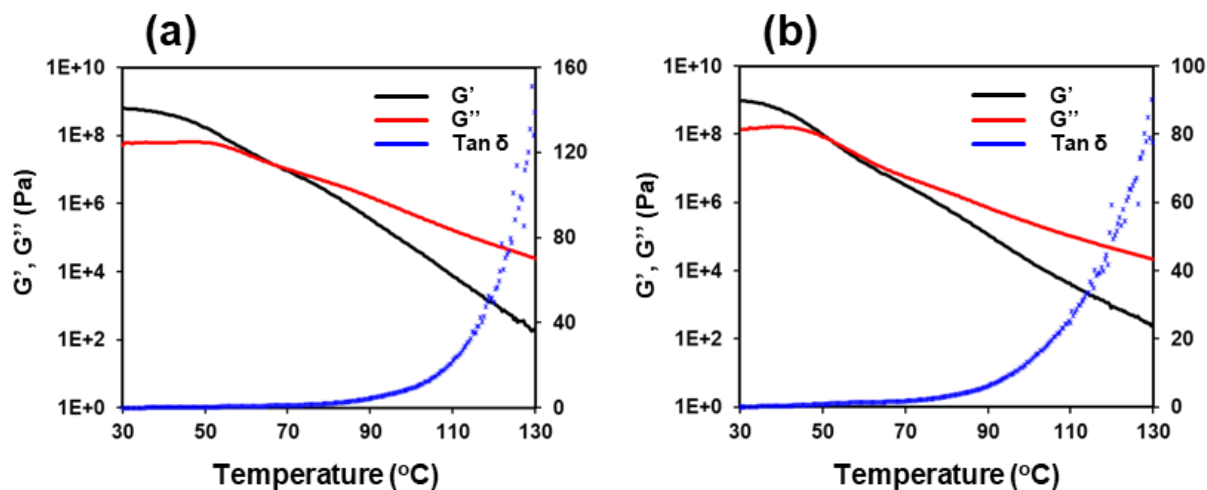 (a)
1E+10
1E+8
1E+6
1E+4
1E+2
1E+0
G’, G’’ (Pa)
160
120
80
40
0
G’
G’’
Tan δ
30 50 70 90 110 130
Temperature (ºC)
(b)
1E+10
1E+8
1E+6
1E+4
1E+2
1E+0
G’, G’’ (Pa)
100
80
60
40
20
0
G’
G’’
Tan δ
30 50 70 90 110 130
Temperature (ºC)